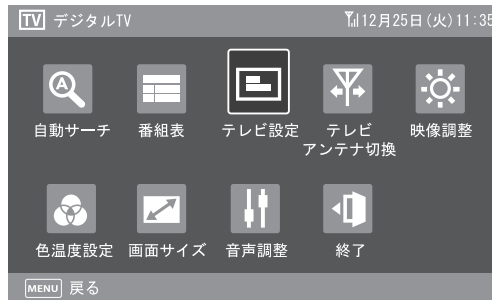 TV デジタルTV 12月25日(火)11:35
自動サーチ 番組表 テレビ設定 テレビ アンテナ切換 映像調整
色温度設定 画面サイズ 音声調整 終了
MENU 戻る